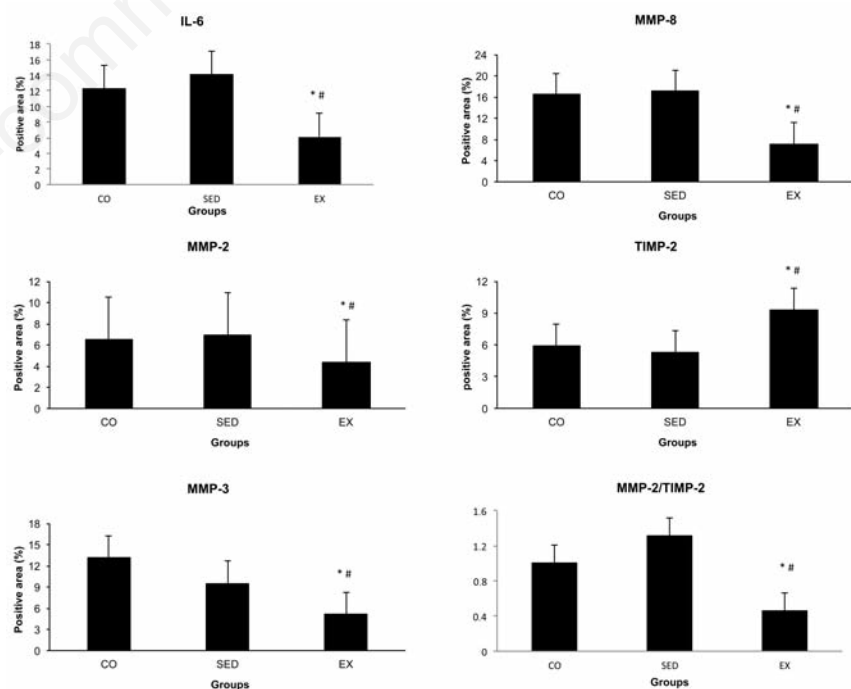 IL-6
Positive area (%)
18
16
14
12
10
8
6
4
2
0
* #
CO SED EX
Groups
MMP-8
Positive area (%)
24
20
16
12
8
4
0
* #
CO SED EX
Groups
MMP-2
Positive area (%)
12
10
8
6
4
2
0
* #
CO SED EX
Groups
TIMP-2
positive area (%)
12
9
6
3
0
* #
CO SED EX
Groups
MMP-3
Positive area (%)
18
15
12
9
6
3
0
* #
CO SED EX
Groups
MMP-2/TIMP-2
Positive area (%)
1.6
1.2
0.8
0.4
0
* #
CO SED EX
Groups